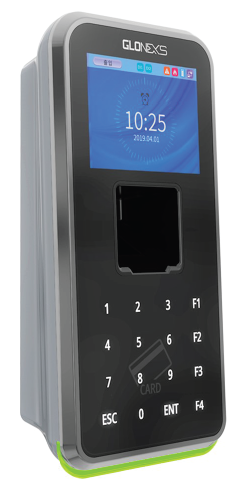 GLONEXS
10:25
2019.04.01
1 2 3 F1
4 5 6 F2
7 8 9 F3
CARD
ESC 0 ENT F4